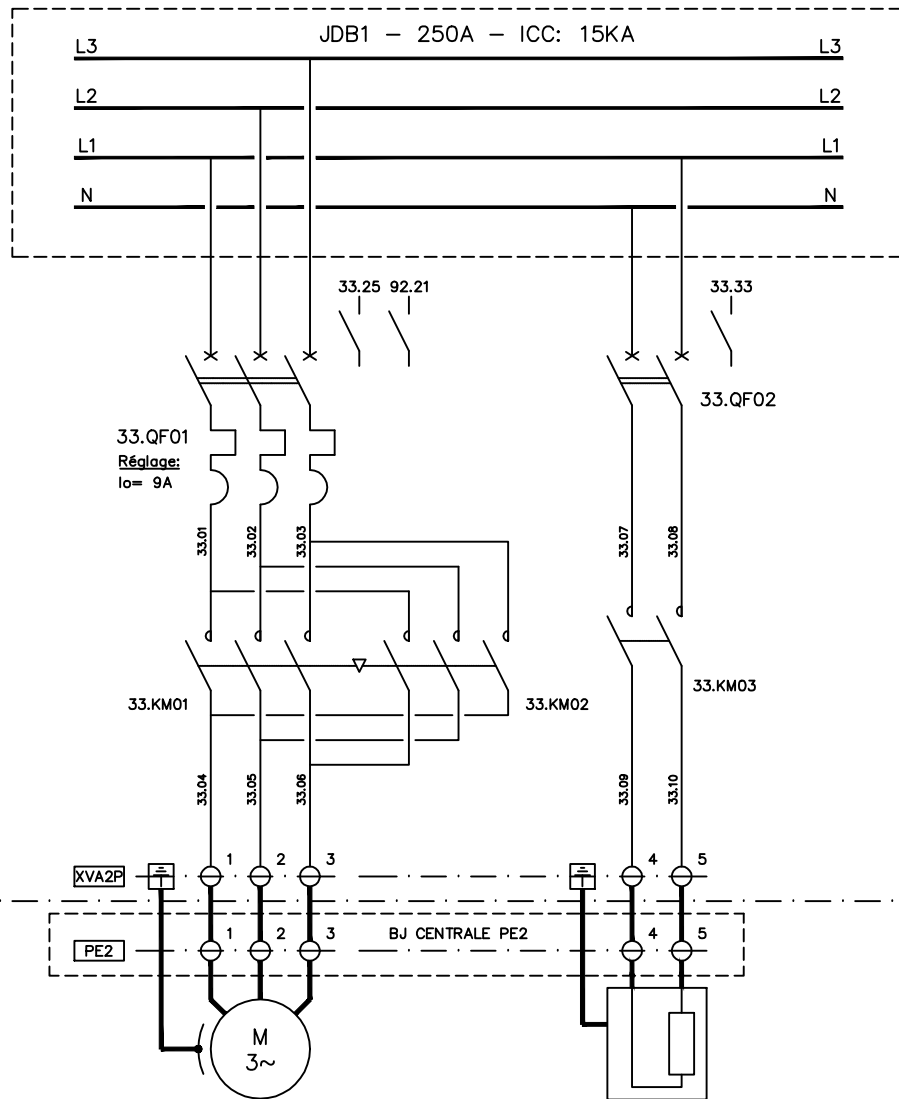 JDB1 - 250A - ICC: 15KA
L3 L3
L2 L2
L1 L1
N N
33.25 92.21 33.33
33.QF02
33.QF01
Réglage:
Io= 9A
33.01 33.02 33.03 33.07 33.08
33.KM01 33.KM02 33.KM03
33.04 33.05 33.06 33.09 33.10
XVA2P 1 2 3 4 5
BJ CENTRALE PE2
PE2 1 2 3 4 5
M
3~